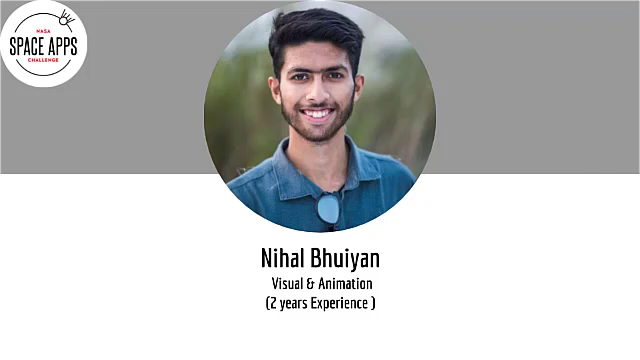 NASA
SPACE APPS
CHALLENGE
Nihal Bhuiyan
Visual & Animation
(2 years Experience )